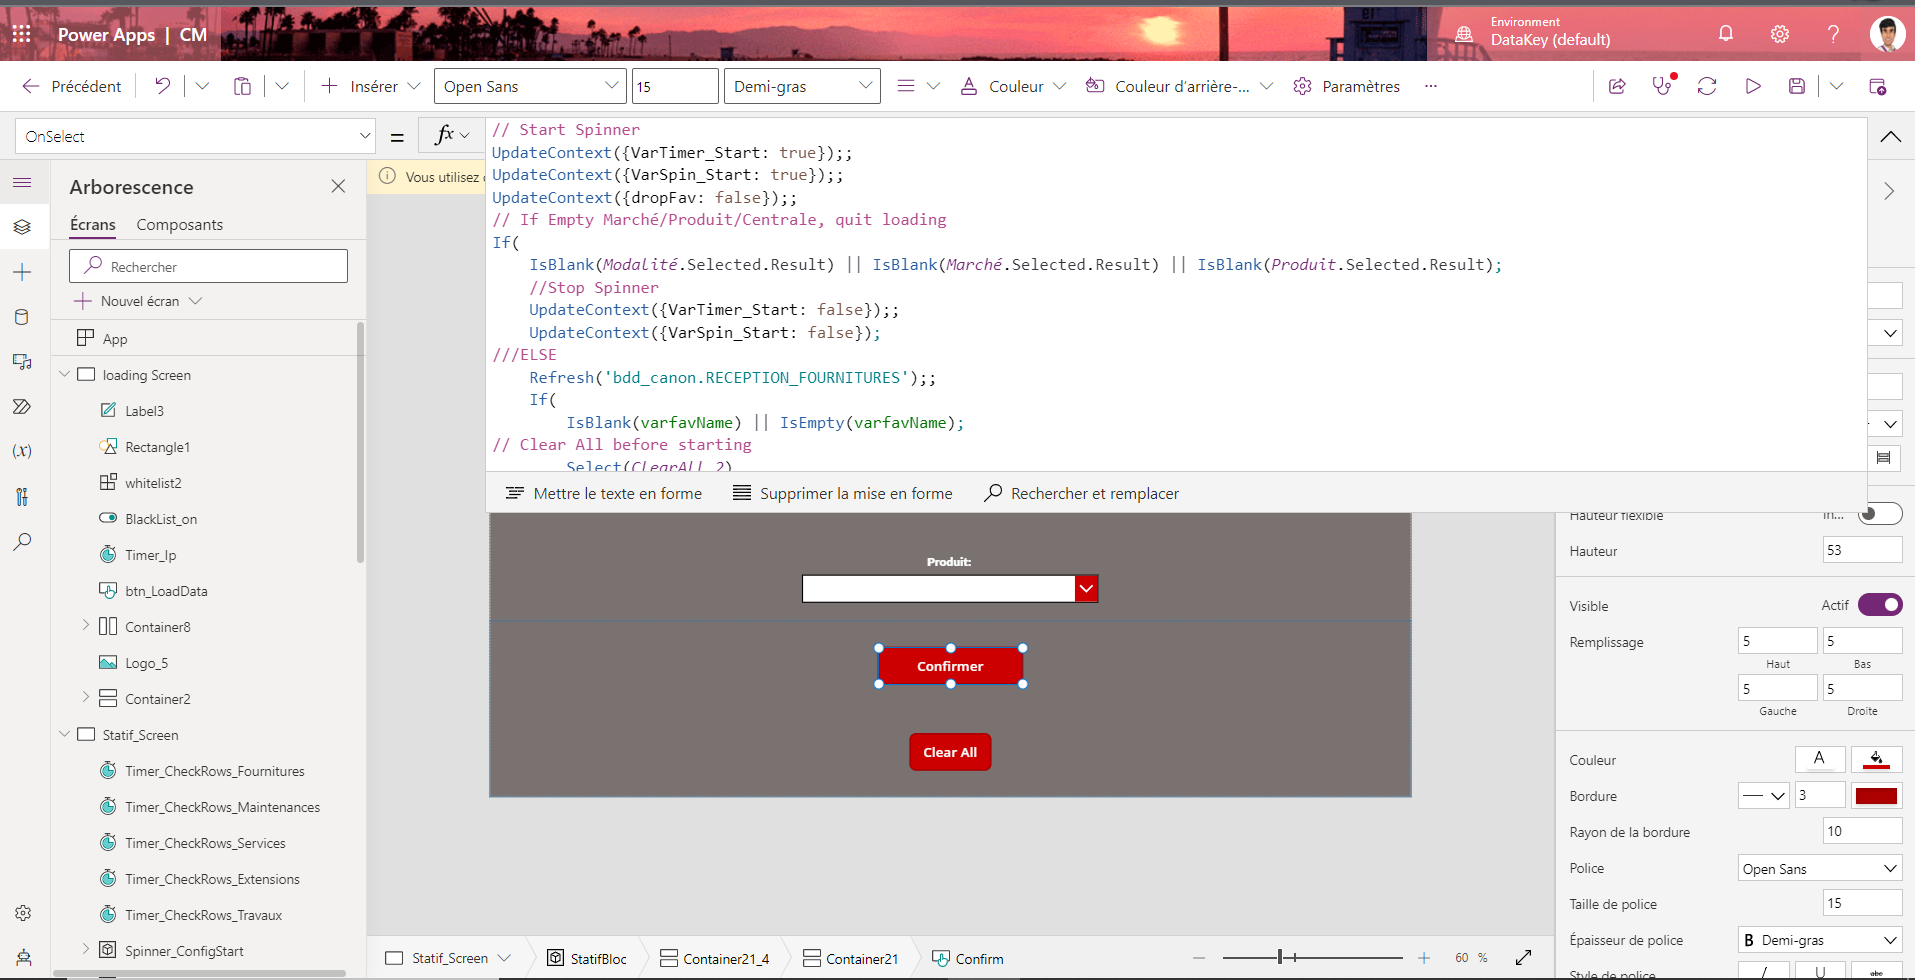 Power Apps | CM
Environment
DataKey (default)
Précédent
Insérer
Open Sans
15
Demi-gras
Couleur
Couleur d'arrière-...
Paramètres
...
OnSelect
=
fx
// Start Spinner
UpdateContext({VarTimer_Start: true});;
UpdateContext({VarSpin_Start: true});;
UpdateContext({dropFav: false});;
// If Empty Marché/Produit/Centrale, quit loading
If(
IsBlank(Modalité.Selected.Result) || IsBlank(Marché.Selected.Result) || IsBlank(Produit.Selected.Result);
//Stop Spinner
UpdateContext({VarTimer_Start: false});;
UpdateContext({VarSpin_Start: false});
///ELSE
Refresh('bdd_canon.RECEPTION_FOURNITURES');;
If(
IsBlank(varfavName) || IsEmpty(varfavName);
// Clear All before starting
Select(ClearAll_2)
Mettre le texte en forme
Supprimer la mise en forme
Rechercher et remplacer
Vous utilisez
Arborescence
Écrans
Composants
Rechercher
Nouvel écran
App
loading Screen
Label3
Rectangle1
whitelist2
BlackList_on
Timer_Ip
btn_LoadData
Container8
Logo_5
Container2
Statif_Screen
Timer_CheckRows_Fournitures
Timer_CheckRows_Maintenances
Timer_CheckRows_Services
Timer_CheckRows_Extensions
Timer_CheckRows_Travaux
Spinner_ConfigStart
(x)
Produit:
Confirmer
Clear All
Hauteur flexible
In...
Hauteur
53
Visible
Actif
Remplissage
5
5
Haut
Bas
5
5
Gauche
Droite
Couleur
A
Bordure
3
Rayon de la bordure
10
Police
Open Sans
Taille de police
15
Épaisseur de police
B Demi-gras
Style de police
/
U
abc
Statif_Screen
StatifBloc
Container21_4
Container21
Confirm
60 %